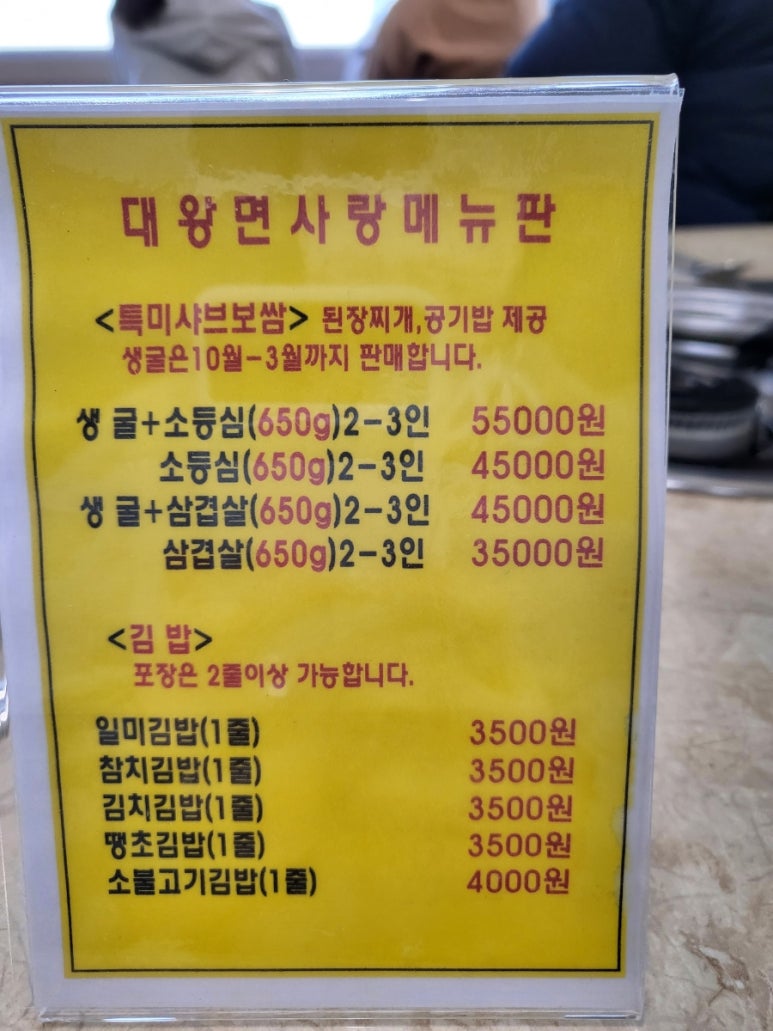 대왕면사랑메뉴판
<특미샤브보쌈> 된장찌개,공기밥 제공
생굴은10월-3월까지 판매합니다.
생 굴+소등심(650g)2-3인 55000원
소등심(650g)2-3인 45000원
생 굴+삼겹살(650g)2-3인 45000원
삼겹살(650g)2-3인 35000원
<김 밥>
포장은 2줄이상 가능합니다.
일미김밥(1줄) 3500원
참치김밥(1줄) 3500원
김치김밥(1줄) 3500원
땡초김밥(1줄) 3500원
소불고기김밥(1줄) 4000원